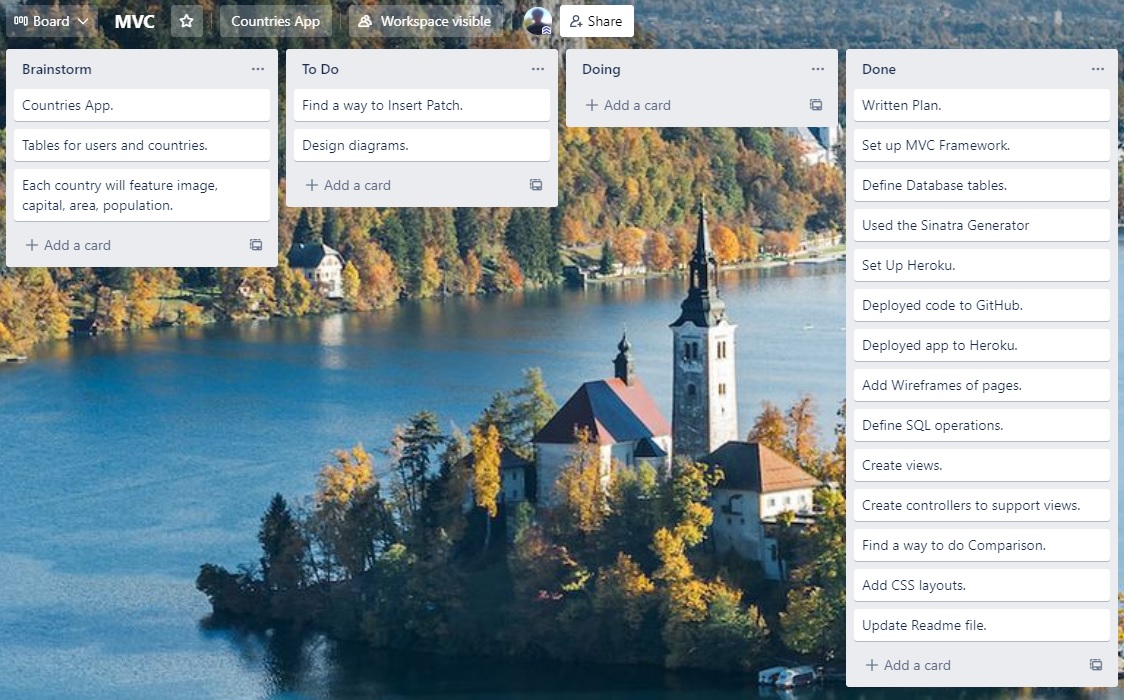 Board
MVC
Countries App
Workspace visible
Share
Brainstorm
Countries App.
Tables for users and countries.
Each country will feature image,
capital, area, population.
Add a card
To Do
Find a way to Insert Patch.
Design diagrams.
Add a card
Doing
Add a card
Done
Written Plan.
Set up MVC Framework.
Define Database tables.
Used the Sinatra Generator
Set Up Heroku.
Deployed code to GitHub.
Deployed app to Heroku.
Add Wireframes of pages.
Define SQL operations.
Create views.
Create controllers to support views.
Find a way to do Comparison.
Add CSS layouts.
Update Readme file.
Add a card